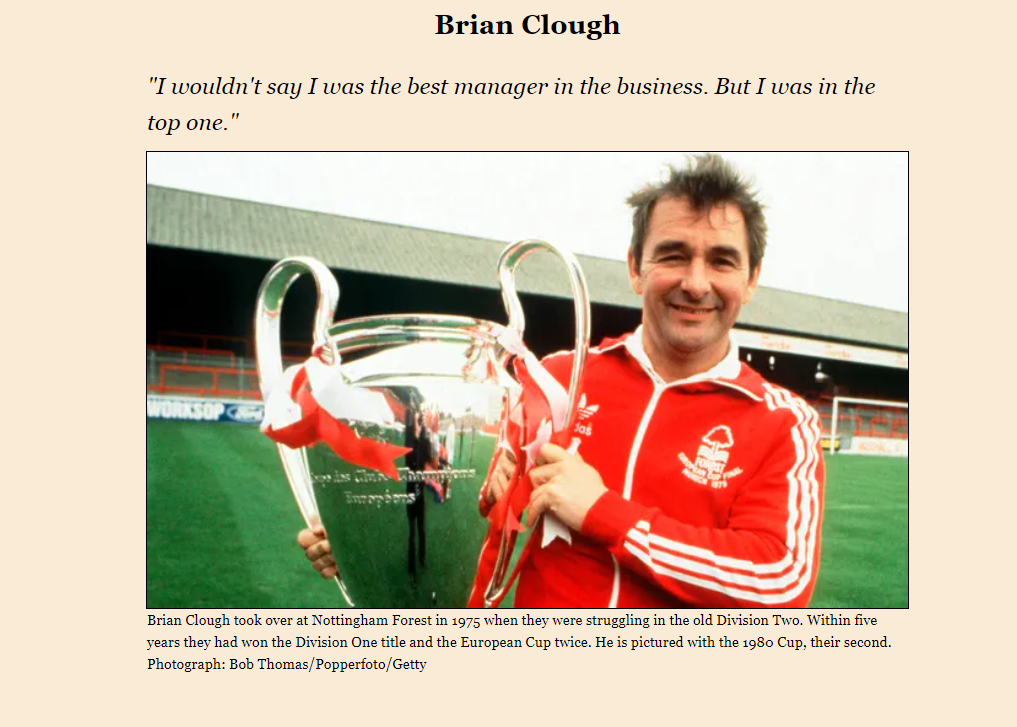 Brian Clough
"I wouldn't say I was the best manager in the business. But I was in the
top one."
WORKSOP Ford
adidas
FOREST
EUROPEAN CUP FINAL
MUNICH 1979
Clubs Champions
Européens
Brian Clough took over at Nottingham Forest in 1975 when they were struggling in the old Division Two. Within five
years they had won the Division One title and the European Cup twice. He is pictured with the 1980 Cup, their second.
Photograph: Bob Thomas/Popperfoto/Getty